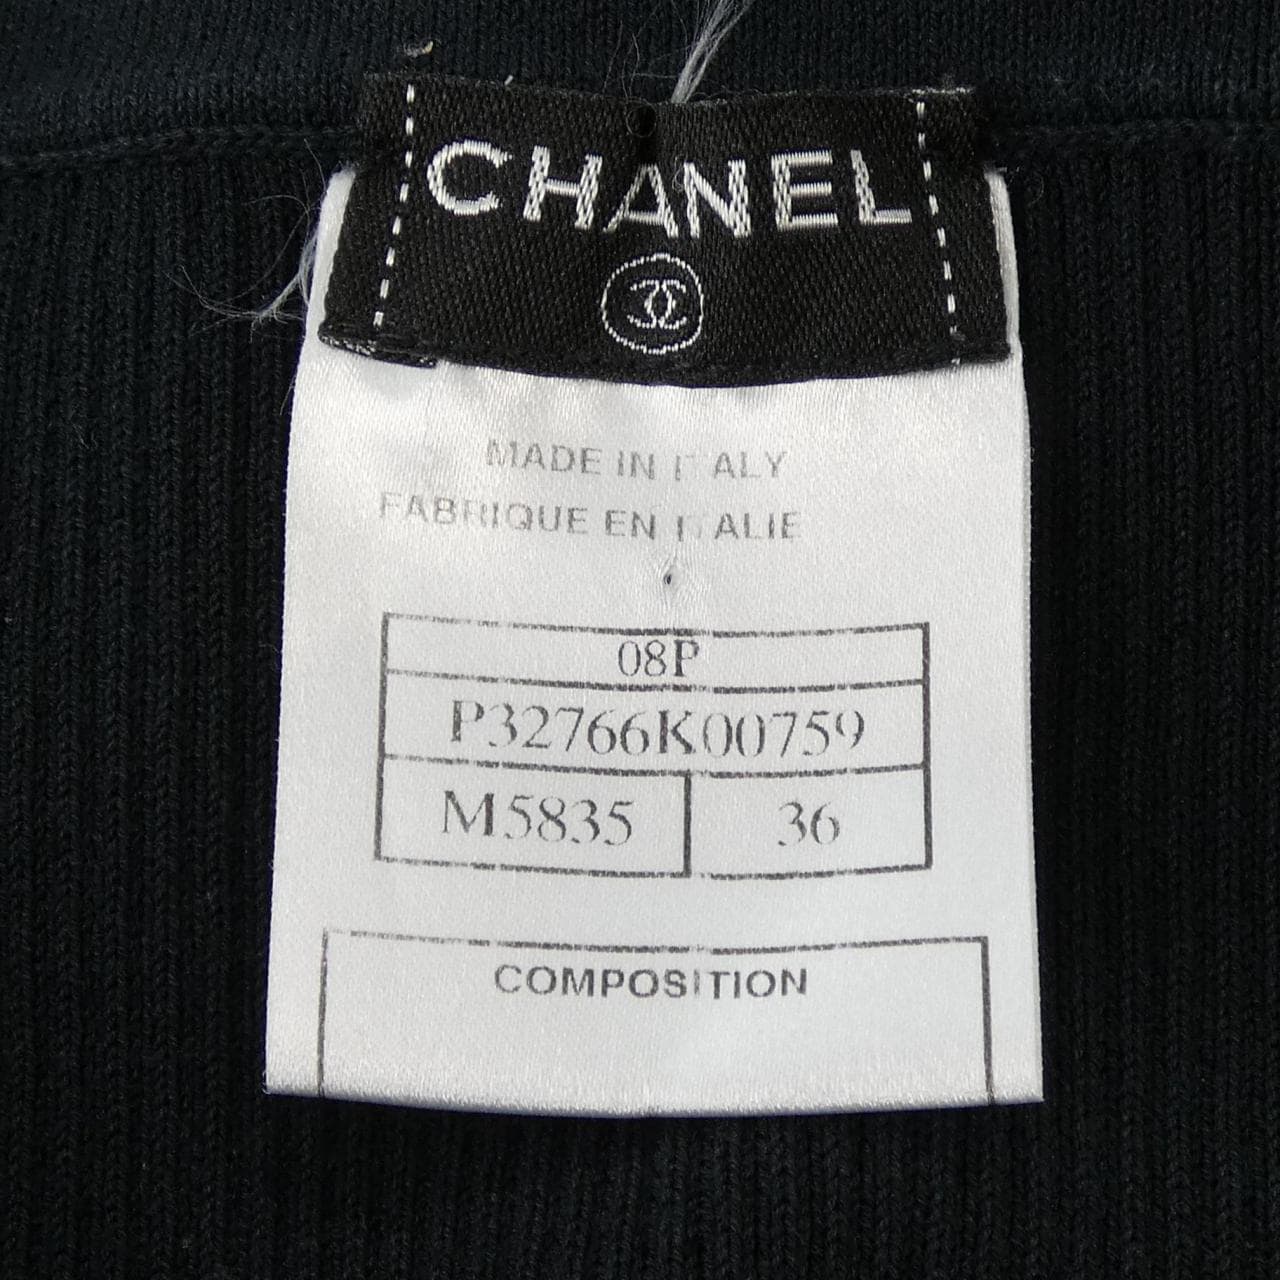 CHANEL
MADE IN ITALY
FABRIQUE EN ITALIE
08P
P32766K00759
M5835 36
COMPOSITION